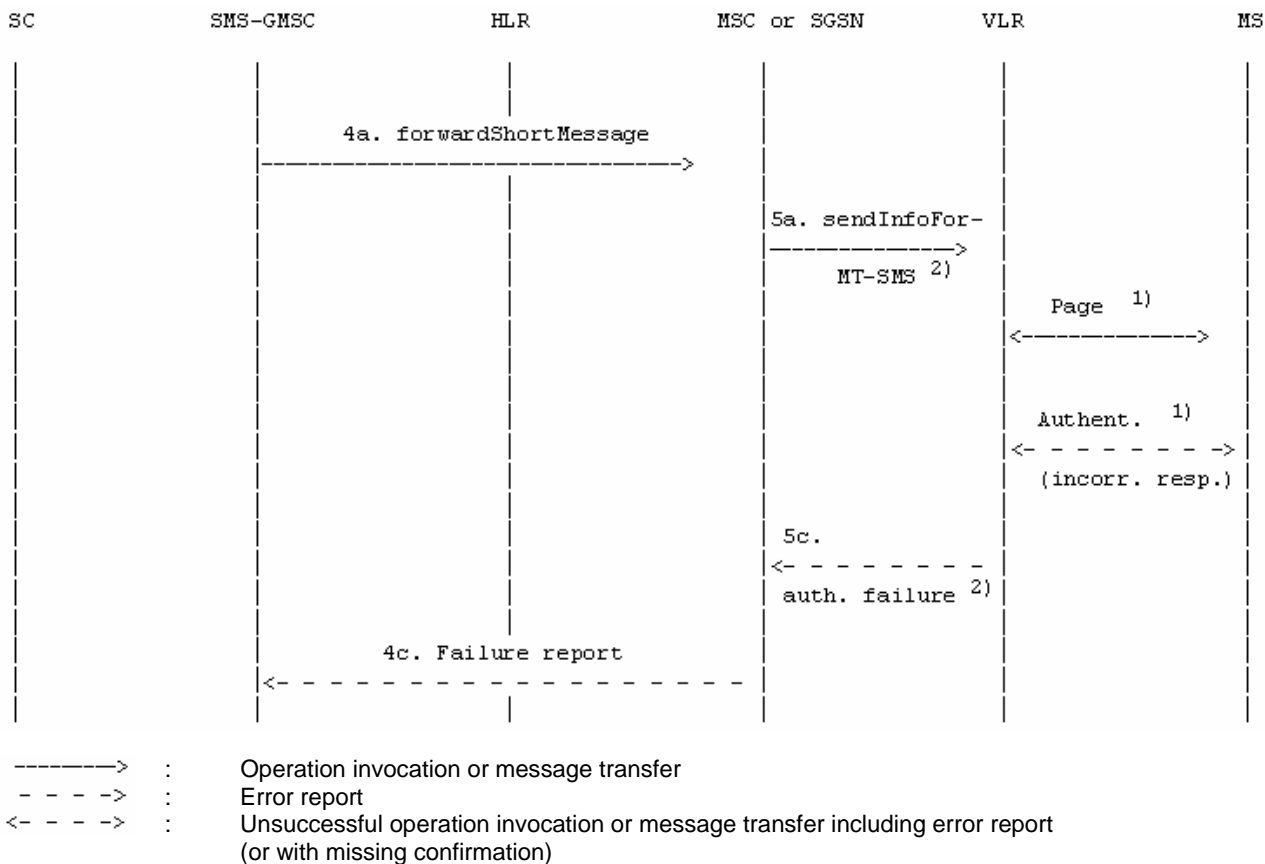 SC SMS-GMSC HLR MSC or SGSN VLR MS
4a. forwardShortMessage
5a. sendInfoFor-
MT-SMS 2)
Page 1)
Authent. 1)
(incorr. resp.)
5c.
auth. failure 2)
4c. Failure report
: Operation invocation or message transfer
: Error report
: Unsuccessful operation invocation or message transfer including error report
(or with missing confirmation)